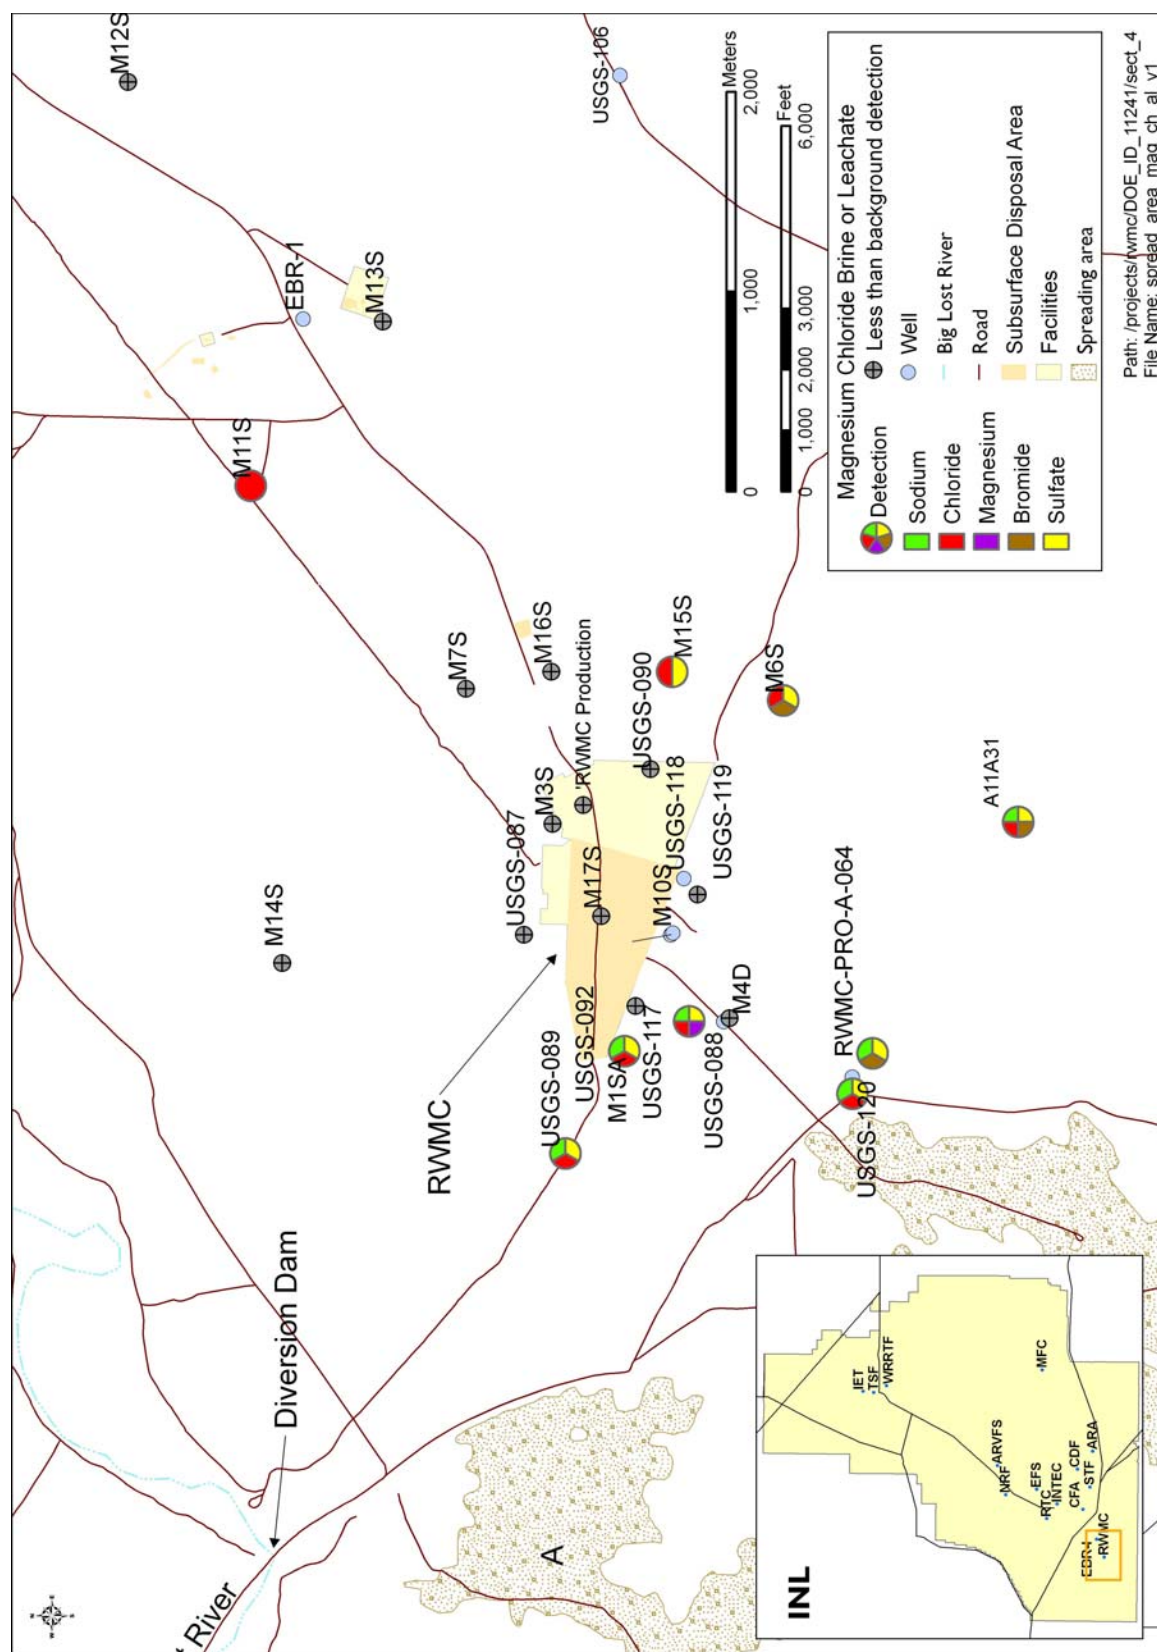 River
Diversion Dam
A
M12S
USGS-106
M11S
EBR-1
M13S
M14S
M7S
M16S
USGS-087
M3S
'RWMC Production
RWMC
M17S
USGS-090
M15S
USGS-089
USGS-092
M1SA
USGS-117
M10S
USGS-118
USGS-119
M6S
USGS-088
M4D
RWMC-PRO-A-064
USGS-120
A11A31
0 1,000 2,000
Meters
0 1,000 2,000 3,000 6,000
Feet
Magnesium Chloride Brine or Leachate
Detection
Sodium
Chloride
Magnesium
Bromide
Sulfate
Less than background detection
Well
Big Lost River
Road
Subsurface Disposal Area
Facilities
Spreading area
Path: /projects/rwmc/DOE_ID_11241/sect_4
File Name: spread_area_mag_ch_al_v1
INL
IET
TSF
WRRTF
MFC
NRF
ARVFS
EFS
RTC
INTEC
CFA
CDF
STF
ARA
RWMC
N
S
E
W